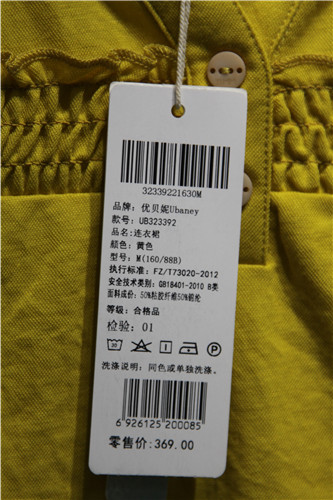 32339221630M
品牌: 优贝妮Ubaney
款号: UB323392
品名: 连衣裙
颜色: 黄色
型号: M(160/88B)
执行标准: FZ/T73020-2012
安全技术类别: GB18401-2010 B类
面料成份: 50%粘胶纤维50%锦纶
等级: 合格品
检验: 01
洗涤说明: 同色或单独洗涤.
6 926125 200085
零售价: 369.00